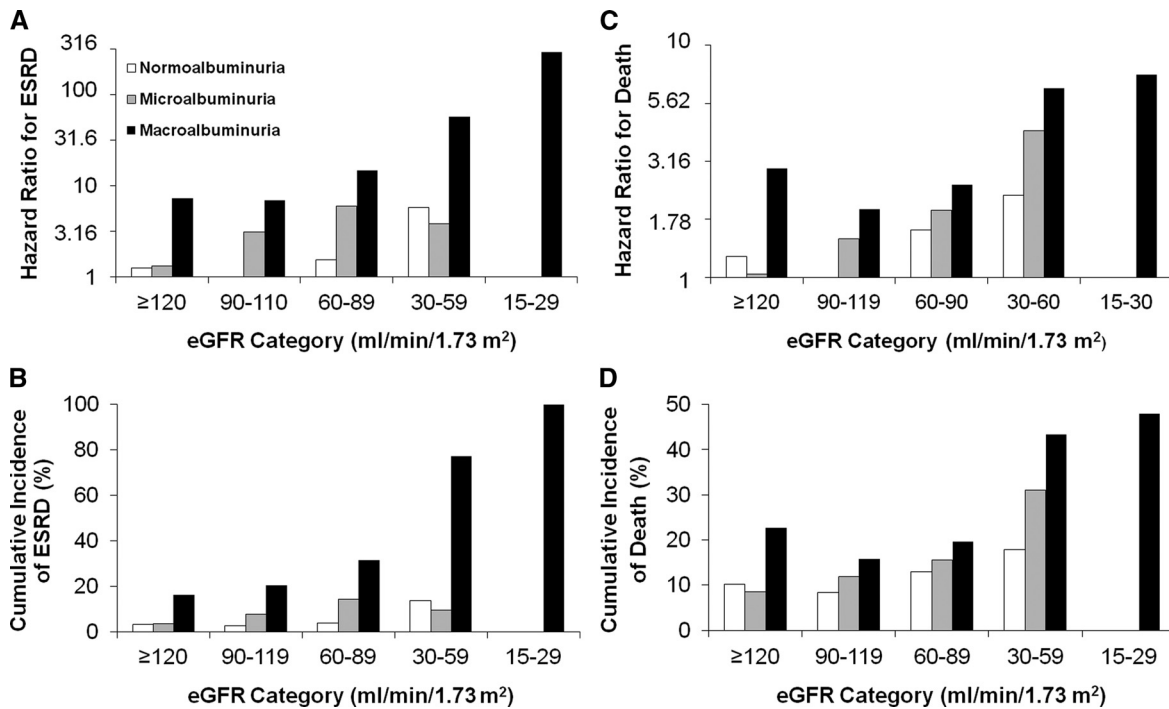 A
Hazard Ratio for ESRD
316
100
31.6
10
3.16
1
Normoalbuminuria
Microalbuminuria
Macroalbuminuria
≥120 90-110 60-89 30-59 15-29
eGFR Category (ml/min/1.73 m²)
C
Hazard Ratio for Death
10
5.62
3.16
1.78
1
≥120 90-119 60-90 30-60 15-30
eGFR Category (ml/min/1.73 m²)
B
Cumulative Incidence
of ESRD (%)
100
80
60
40
20
0
≥120 90-119 60-89 30-59 15-29
eGFR Category (ml/min/1.73 m²)
D
Cumulative Incidence
of Death (%)
50
40
30
20
10
0
≥120 90-119 60-89 30-59 15-29
eGFR Category (ml/min/1.73 m²)